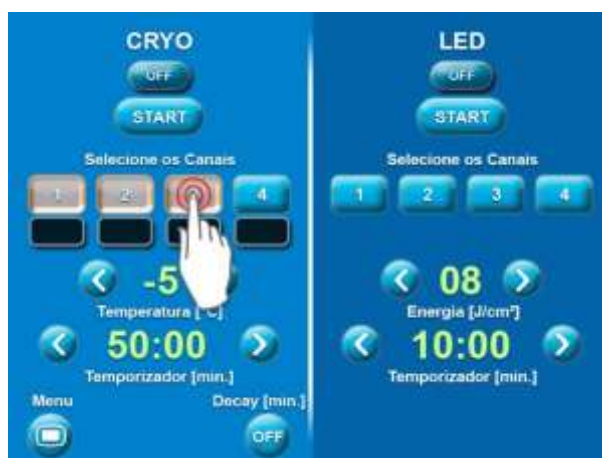 CRYO
OFF
START
Selecione os Canais
1 2 4
-5
Temperatura [°C]
50:00
Temporizador [min.]
Menu Decay [min.]
OFF
LED
OFF
START
Selecione os Canais
1 2 3 4
08
Energia [J/cm²]
10:00
Temporizador [min.]